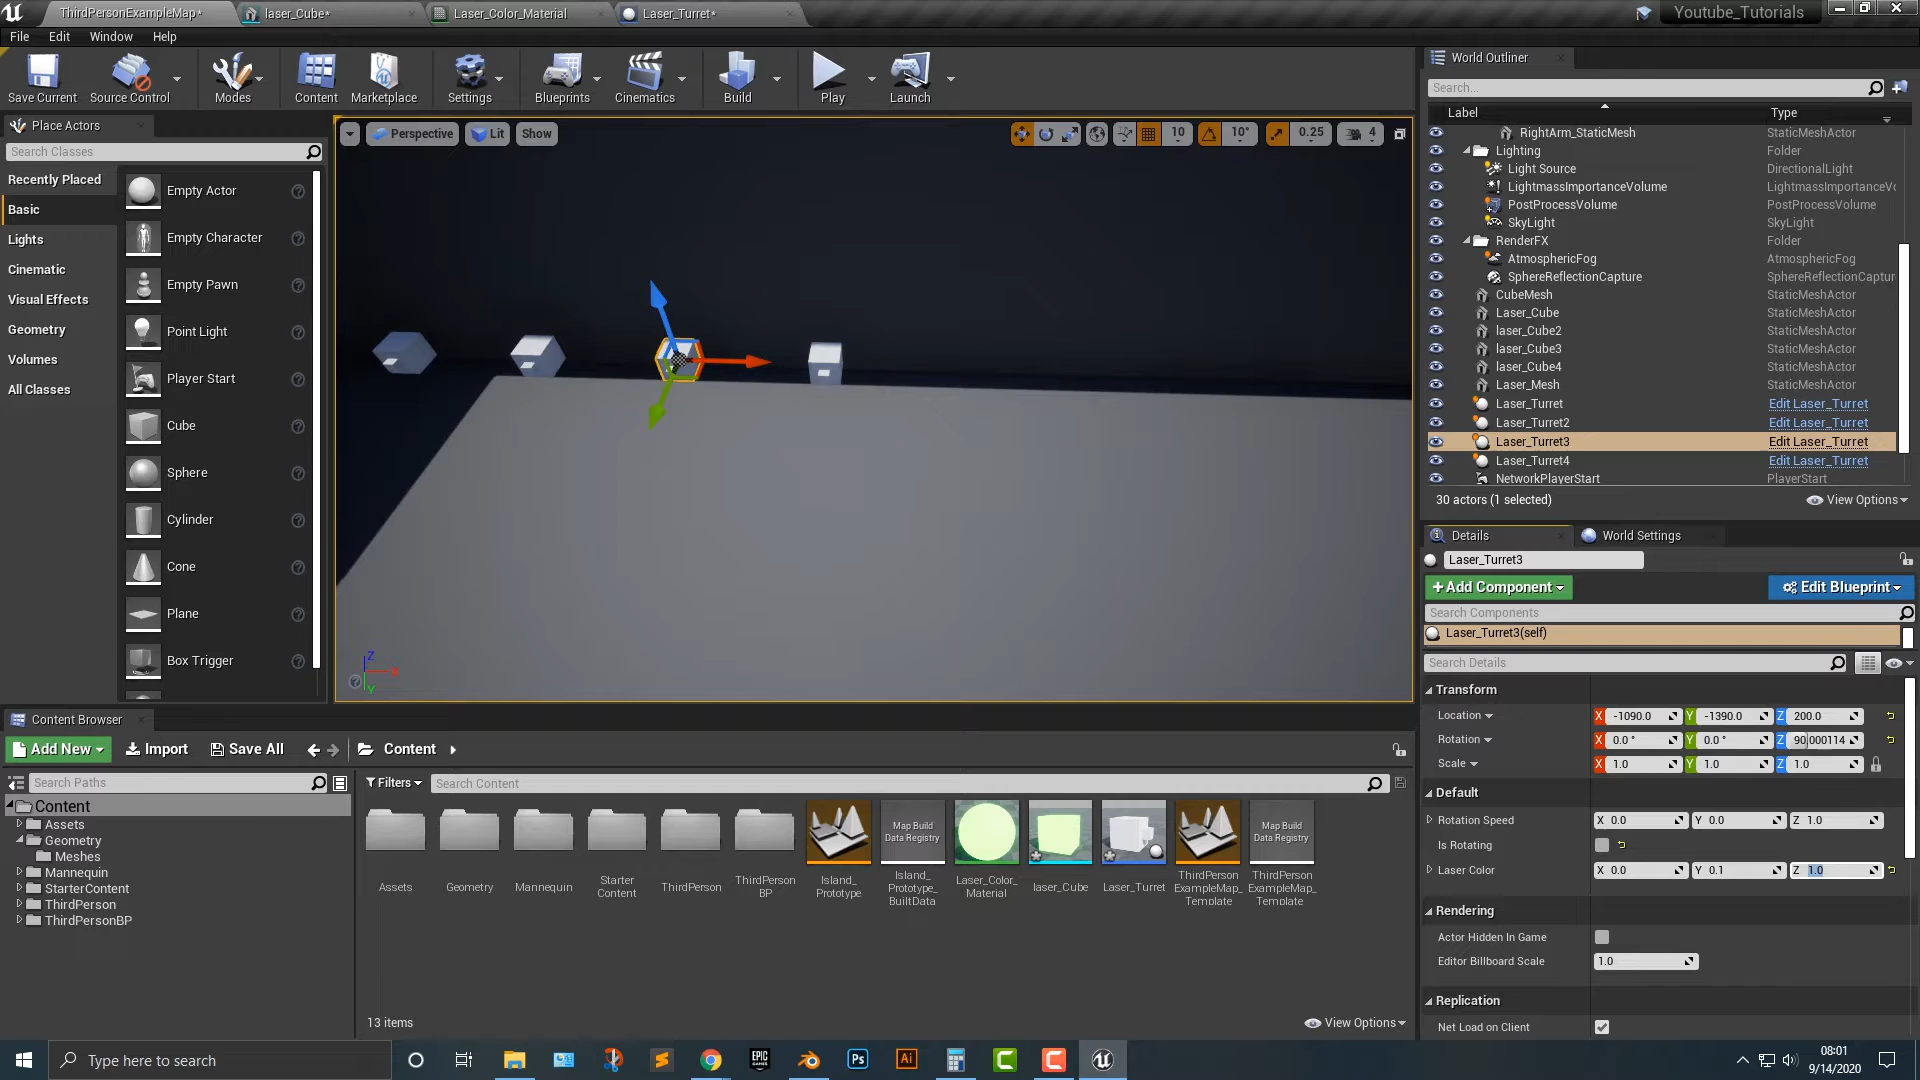 ThirdPersonExampleMap*
laser_Cube*
Laser_Color_Material
Laser_Turret*
Youtube_Tutorials
File
Edit
Window
Help
Save Current
Source Control
Modes
Content
Marketplace
Settings
Blueprints
Cinematics
Build
Play
Launch
Place Actors
Search Classes
Recently Placed
Basic
Lights
Cinematic
Visual Effects
Geometry
Volumes
All Classes
Empty Actor
Empty Character
Empty Pawn
Point Light
Player Start
Cube
Sphere
Cylinder
Cone
Plane
Box Trigger
Perspective
Lit
Show
10
10°
0.25
4
Z
Y
World Outliner
Search...
Label
Type
RightArm_StaticMesh StaticMeshActor
Lighting Folder
Light Source DirectionalLight
LightmassImportanceVolume LightmassImportanceVo
PostProcessVolume PostProcessVolume
SkyLight SkyLight
RenderFX Folder
AtmosphericFog AtmosphericFog
SphereReflectionCapture SphereReflectionCaptur
CubeMesh StaticMeshActor
Laser_Cube StaticMeshActor
laser_Cube2 StaticMeshActor
laser_Cube3 StaticMeshActor
laser_Cube4 StaticMeshActor
Laser_Mesh StaticMeshActor
Laser_Turret Edit Laser_Turret
Laser_Turret2 Edit Laser_Turret
Laser_Turret3 Edit Laser_Turret
Laser_Turret4 Edit Laser_Turret
NetworkPlayerStart PlayerStart
30 actors (1 selected)
View Options
Details
World Settings
Laser_Turret3
+Add Component
Edit Blueprint
Search Components
Laser_Turret3(self)
Search Details
Transform
Location X -1090.0 Y -1390.0 Z 200.0
Rotation X 0.0 ° Y 0.0 ° Z 90.000114
Scale X 1.0 Y 1.0 Z 1.0
Default
Rotation Speed X 0.0 Y 0.0 Z 1.0
Is Rotating
Laser Color X 0.0 Y 0.1 Z 1.0
Rendering
Actor Hidden In Game
Editor Billboard Scale 1.0
Replication
Net Load on Client
Content Browser
Add New
Import
Save All
Content
Search Paths
Filters
Search Content
Content
Assets
Geometry
Meshes
Mannequin
StarterContent
ThirdPerson
ThirdPersonBP
Map Build
Data Registry
Map Build
Data Registry
Assets
Geometry
Mannequin
Starter
Content
ThirdPerson
ThirdPerson
BP
Island_
Prototype
Island_
Prototype_
BuiltData
Laser_Color_
Material
laser_Cube
Laser_Turret
ThirdPerson
ExampleMap_
Template
ThirdPerson
ExampleMap_
Template
13 items
View Options
Type here to search
EPIC
GAMES
Ps
Ai
08:01
9/14/2020